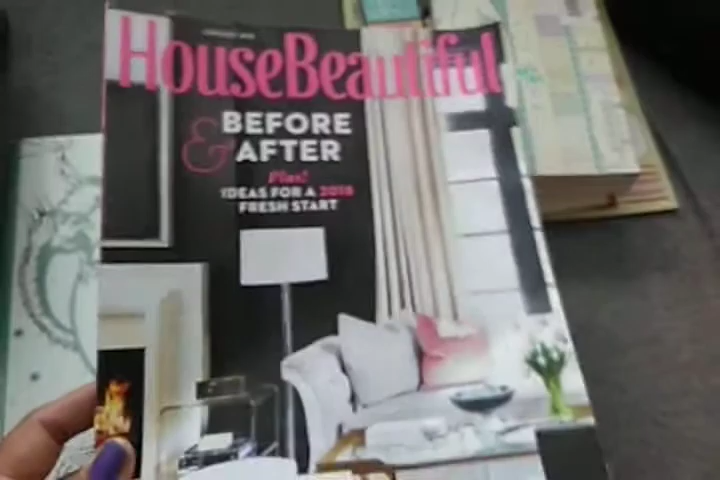 HouseBeautiful
BEFORE
& AFTER
Plus!
IDEAS FOR A 2018
FRESH START